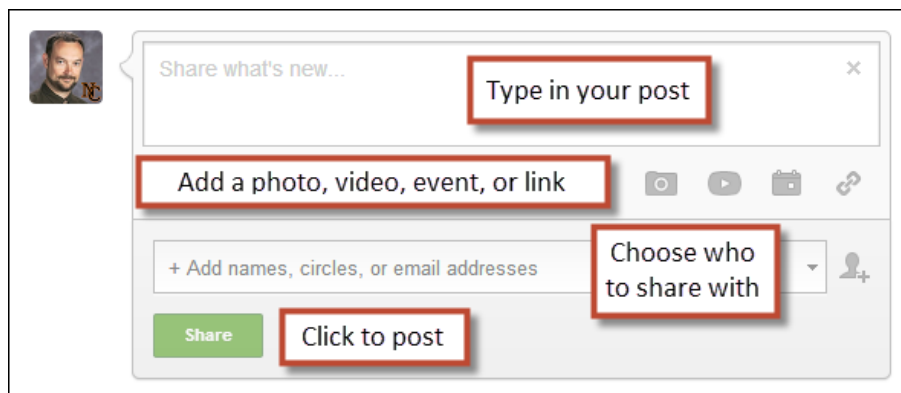 Share what's new...
Type in your post
NC
Add a photo, video, event, or link
Choose who
to share with
+ Add names, circles, or email addresses
Share
Click to post